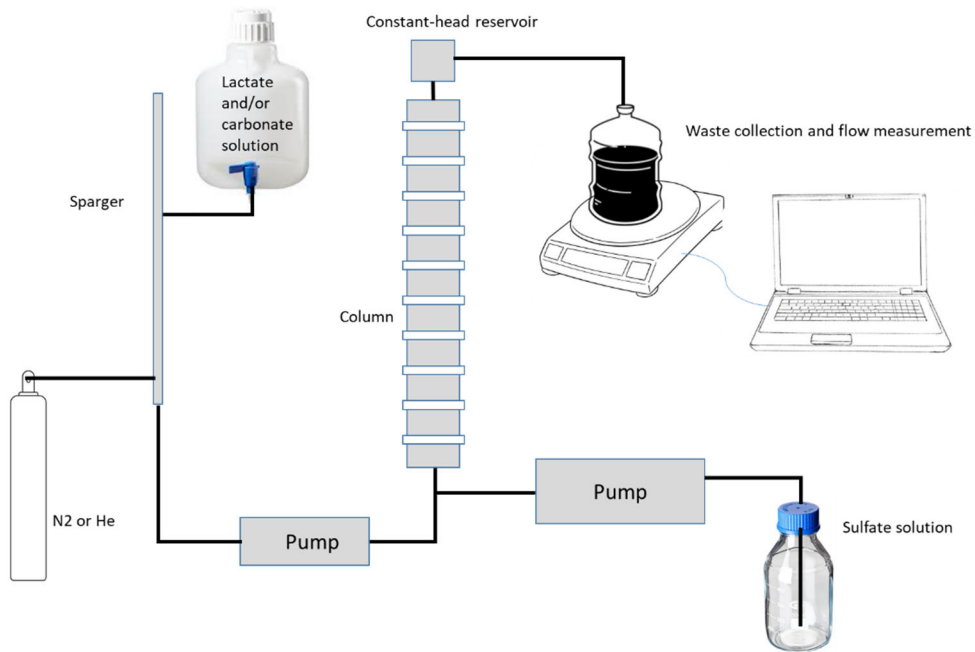 Constant-head reservoir
Lactate
and/or
carbonate
solution
Waste collection and flow measurement
Sparger
Column
N2 or He
Pump
Pump
Sulfate solution